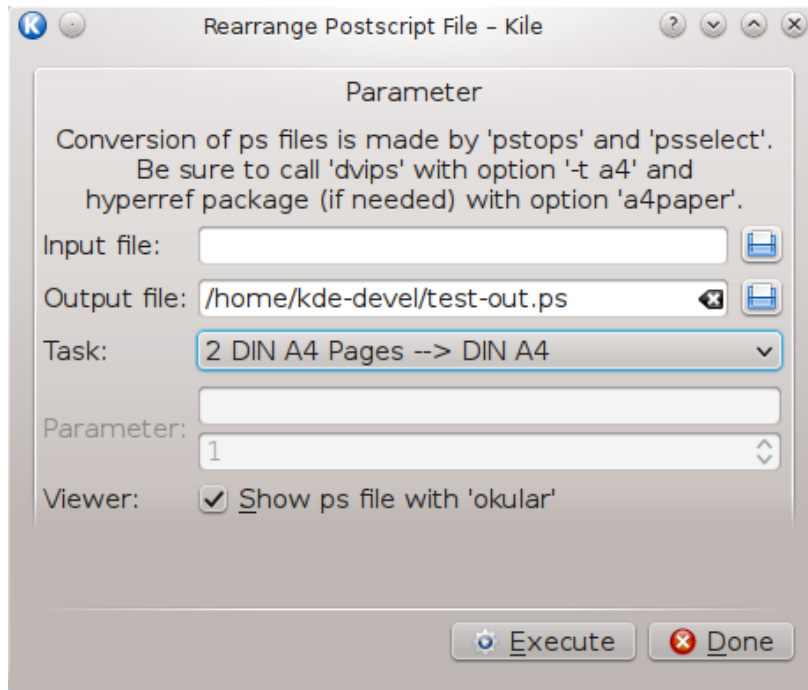 Rearrange Postscript File – Kile
Parameter
Conversion of ps files is made by 'pstops' and 'psselect'.
Be sure to call 'dvips' with option '-t a4' and
hyperref package (if needed) with option 'a4paper'.
Input file:
Output file: /home/kde-devel/test-out.ps
Task: 2 DIN A4 Pages --> DIN A4
Parameter:
1
Viewer: Show ps file with 'okular'
Execute Done